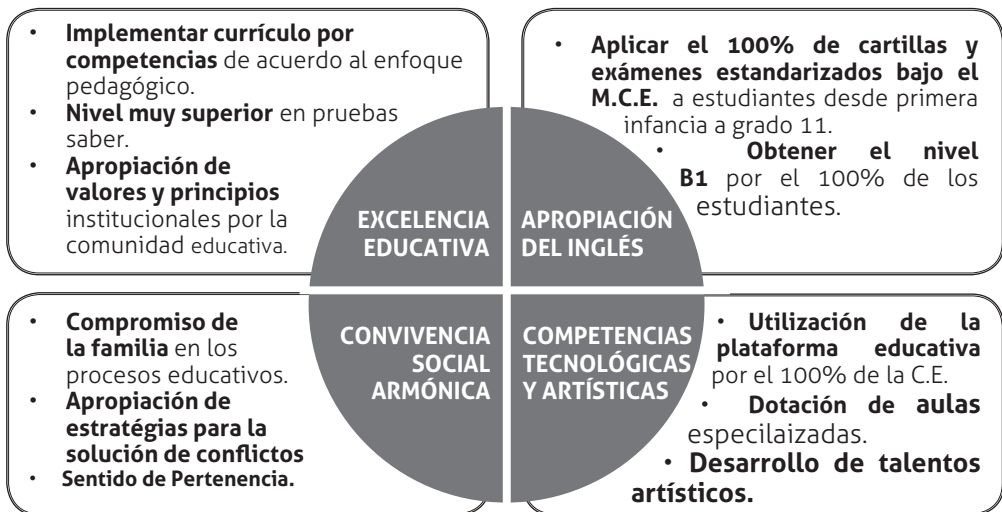 • Implementar currículo por
competencias de acuerdo al enfoque
pedagógico.
• Nivel muy superior en pruebas
saber.
• Apropiación de
valores y principios
institucionales por la
comunidad educativa.
EXCELENCIA
EDUCATIVA
• Aplicar el 100% de cartillas y
exámenes estandarizados bajo el
M.C.E. a estudiantes desde primera
infancia a grado 11.
• Obtener el nivel
B1 por el 100% de los
estudiantes.
APROPIACIÓN
DEL INGLÉS
• Compromiso de
la familia en los
procesos educativos.
• Apropiación de
estratégias para la
solución de conflictos
• Sentido de Pertenencia.
CONVIVENCIA
SOCIAL
ARMÓNICA
COMPETENCIAS
TECNOLÓGICAS
Y ARTÍSTICAS
• Utilización de la
plataforma educativa
por el 100% de la C.E.
• Dotación de aulas
especilaizadas.
• Desarrollo de talentos
artísticos.